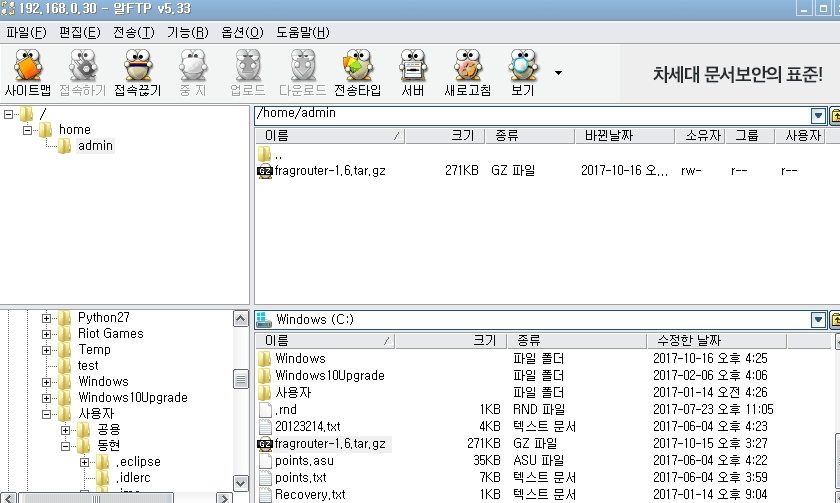 192.168.0.30 - 알FTP v5.33
파일(F) 편집(E) 전송(T) 기능(R) 옵션(O) 도움말(H)
사이트맵 접속하기 접속끊기 중 지 업로드 다운로드 전송타입 서버 새로고침 보기
차세대 문서보안의 표준!
/
home
admin
/home/admin
이름 크기 종류 바뀐날짜 소유자 그룹 사용자
..
fragrouter-1.6.tar.gz 271KB GZ 파일 2017-10-16 오... rw- r-- r--
Python27
Riot Games
Temp
test
Windows
Windows10Upgrade
사용자
공용
동현
.eclipse
.idlerc
Windows (C:)
이름 크기 종류 수정한 날짜
Windows 파일 폴더 2017-10-16 오후 4:25
Windows10Upgrade 파일 폴더 2017-02-06 오후 4:06
사용자 파일 폴더 2017-01-14 오전 4:26
.rnd 1KB RND 파일 2017-07-23 오후 11:05
20123214.txt 4KB 텍스트 문서 2017-06-04 오후 4:23
fragrouter-1.6.tar.gz 271KB GZ 파일 2017-10-15 오후 3:27
points.asu 35KB ASU 파일 2017-06-04 오후 4:22
points.txt 7KB 텍스트 문서 2017-06-04 오후 3:59
Recovery.txt 1KB 텍스트 문서 2017-01-14 오후 9:04